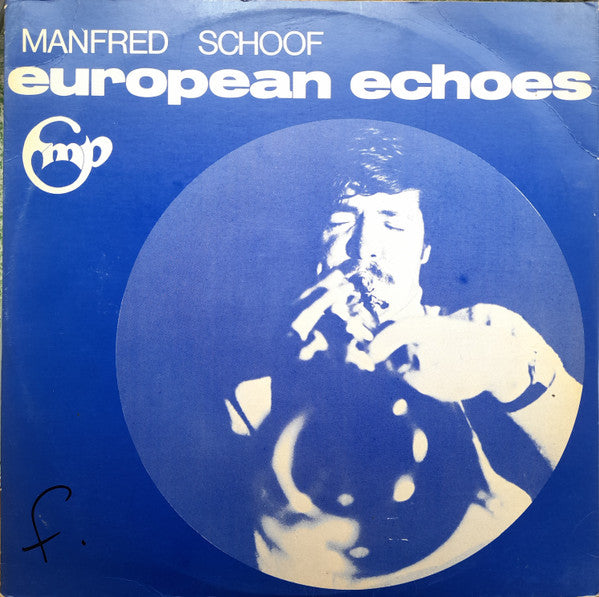 MANFRED SCHOOF
european echoes
fmp
f.